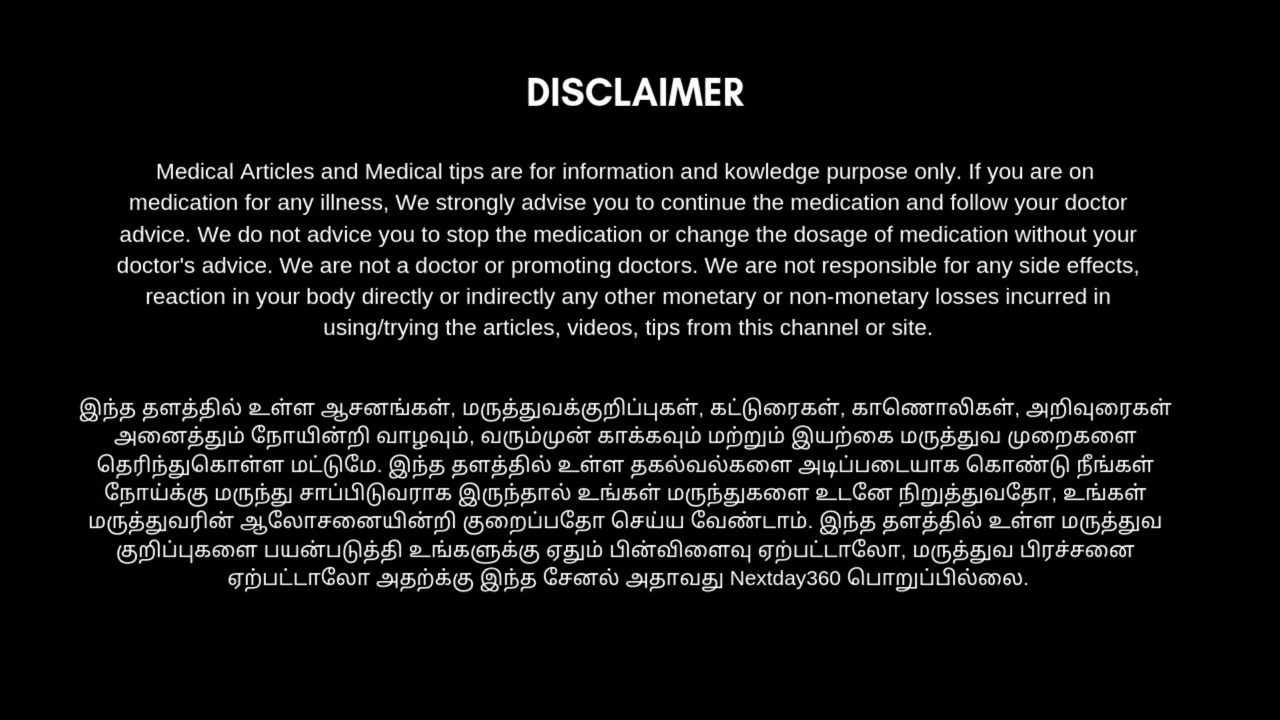 DISCLAIMER
Medical Articles and Medical tips are for information and kowledge purpose only. If you are on
medication for any illness, We strongly advise you to continue the medication and follow your doctor
advice. We do not advice you to stop the medication or change the dosage of medication without your
doctor's advice. We are not a doctor or promoting doctors. We are not responsible for any side effects,
reaction in your body directly or indirectly any other monetary or non-monetary losses incurred in
using/trying the articles, videos, tips from this channel or site.
இந்த தளத்தில் உள்ள ஆசனங்கள், மருத்துவக்குறிப்புகள், கட்டுரைகள், காணொலிகள், அறிவுரைகள்
அனைத்தும் நோயின்றி வாழவும், வரும்முன் காக்கவும் மற்றும் இயற்கை மருத்துவ முறைகளை
தெரிந்துகொள்ள மட்டுமே. இந்த தளத்தில் உள்ள தகல்வல்களை அடிப்படையாக கொண்டு நீங்கள்
நோய்க்கு மருந்து சாப்பிடுவராக இருந்தால் உங்கள் மருந்துகளை உடனே நிறுத்துவதோ, உங்கள்
மருத்துவரின் ஆலோசனையின்றி குறைப்பதோ செய்ய வேண்டாம். இந்த தளத்தில் உள்ள மருத்துவ
குறிப்புகளை பயன்படுத்தி உங்களுக்கு ஏதும் பின்விளைவு ஏற்பட்டாலோ, மருத்துவ பிரச்சனை
ஏற்பட்டாலோ அதற்க்கு இந்த சேனல் அதாவது Nextday360 பொறுப்பில்லை.